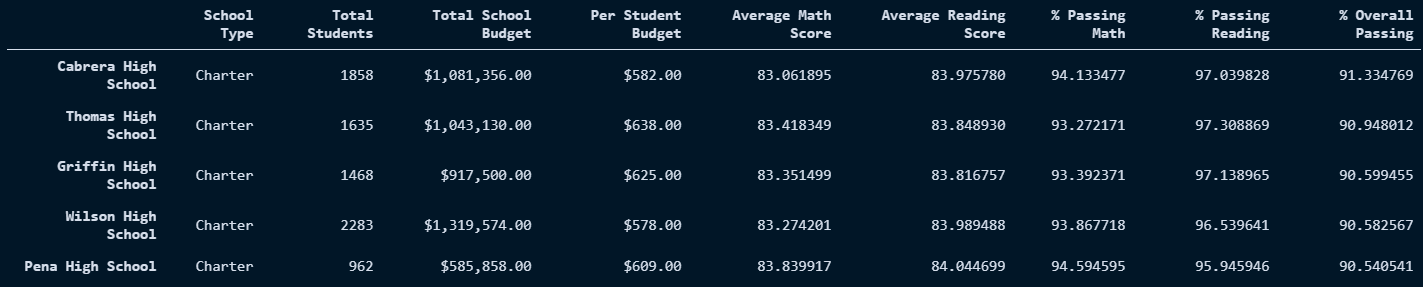 School Total Total School Per Student Average Math Average Reading % Passing % Passing % Overall
Type Students Budget Budget Score Score Math Reading Passing
Cabrera High
School Charter 1858 $1,081,356.00 $582.00 83.061895 83.975780 94.133477 97.039828 91.334769
Thomas High
School Charter 1635 $1,043,130.00 $638.00 83.418349 83.848930 93.272171 97.308869 90.948012
Griffin High
School Charter 1468 $917,500.00 $625.00 83.351499 83.816757 93.392371 97.138965 90.599455
Wilson High
School Charter 2283 $1,319,574.00 $578.00 83.274201 83.989488 93.867718 96.539641 90.582567
Pena High School Charter 962 $585,858.00 $609.00 83.839917 84.044699 94.594595 95.945946 90.540541